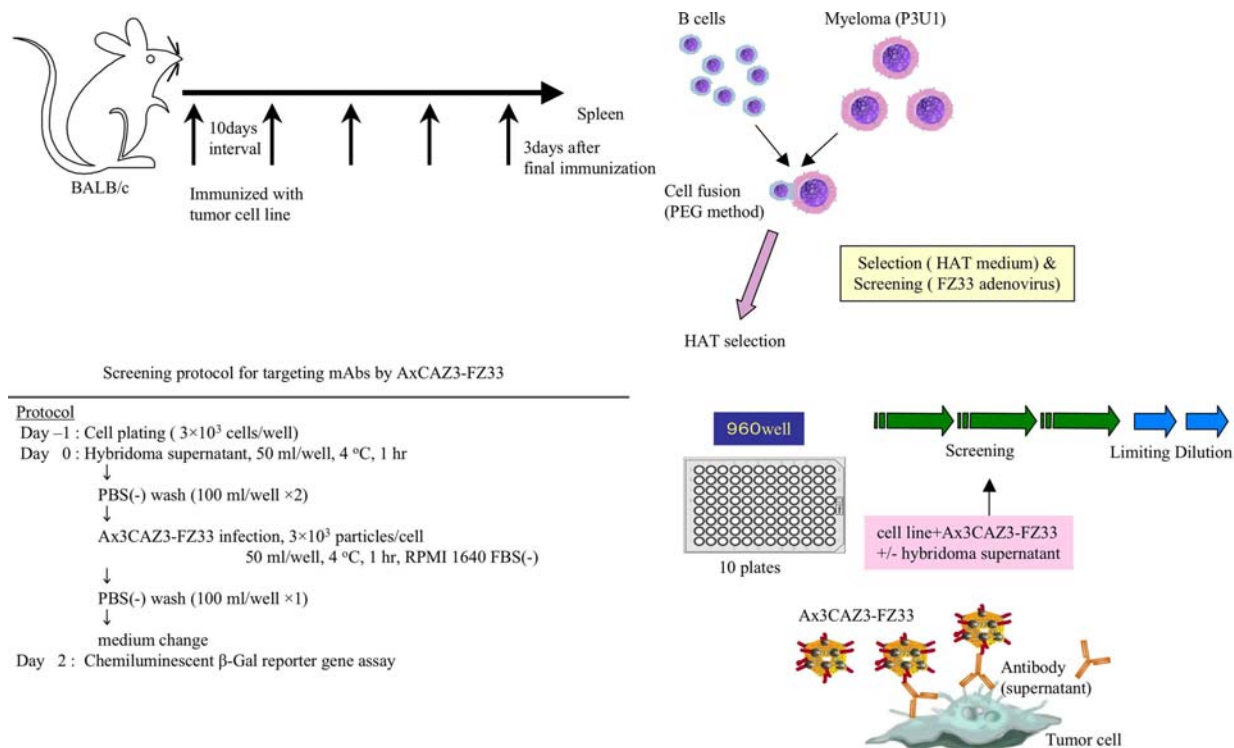 BALB/c
10days
interval
Immunized with
tumor cell line
Spleen
3days after
final immunization
B cells
Myeloma (P3U1)
Cell fusion
(PEG method)
Selection ( HAT medium) &
Screening ( FZ33 adenovirus)
HAT selection
Screening protocol for targeting mAbs by AxCAZ3-FZ33
Protocol
Day –1 : Cell plating ( 3×10³ cells/well)
Day 0 : Hybridoma supernatant, 50 ml/well, 4 °C, 1 hr
↓
PBS(-) wash (100 ml/well ×2)
↓
Ax3CAZ3-FZ33 infection, 3×10³ particles/cell
50 ml/well, 4 °C, 1 hr, RPMI 1640 FBS(-)
↓
PBS(-) wash (100 ml/well ×1)
↓
medium change
Day 2 : Chemiluminescent β-Gal reporter gene assay
960well
10 plates
Screening
Limiting Dilution
cell line+Ax3CAZ3-FZ33
+/- hybridoma supernatant
Ax3CAZ3-FZ33
Antibody
(supernatant)
Tumor cell